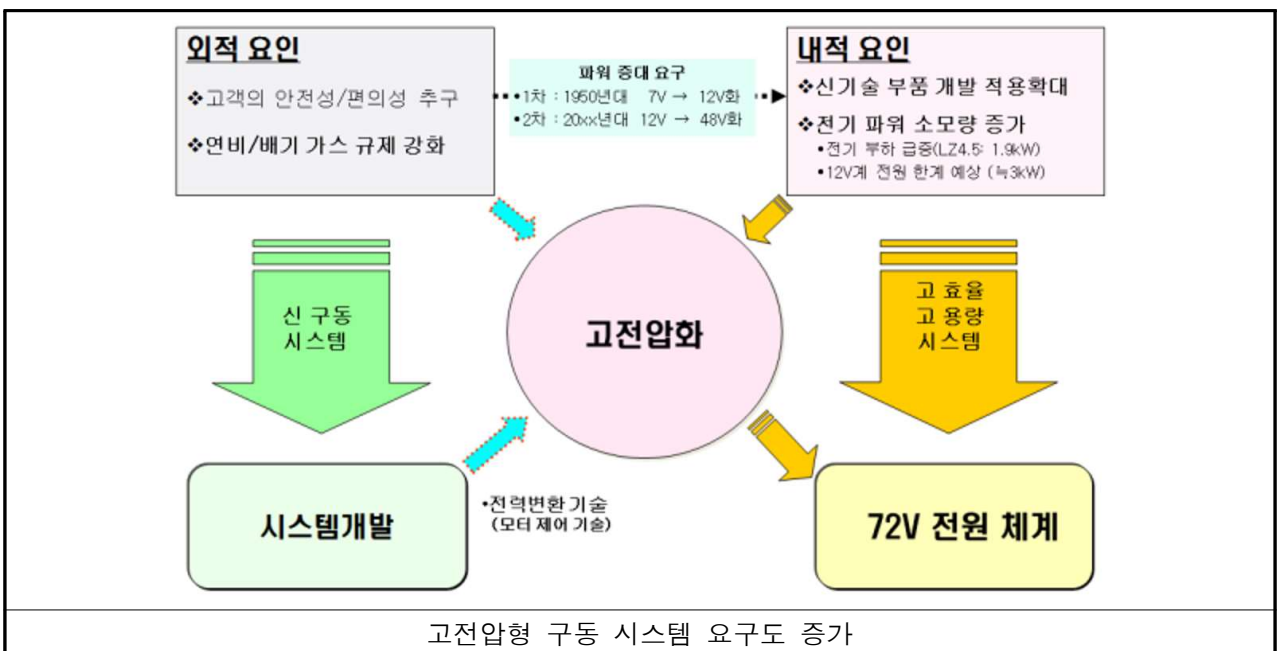 외적 요인
❖고객의 안전성/편의성 추구
❖연비/배기 가스 규제 강화
파워 증대 요구
•1차 : 1950년대 7V → 12V화
•2차 : 20xx년대 12V → 48V화
내적 요인
❖신기술 부품 개발 적용확대
❖전기 파워 소모량 증가
•전기 부하 급증(LZ4.5: 1.9kW)
•12V계 전원 한계 예상 (≒3kW)
신 구동
시스템
고전압화
고 효율
고 용량
시스템
시스템개발
•전력변환 기술
(모터 제어 기술)
72V 전원 체계
고전압형 구동 시스템 요구도 증가